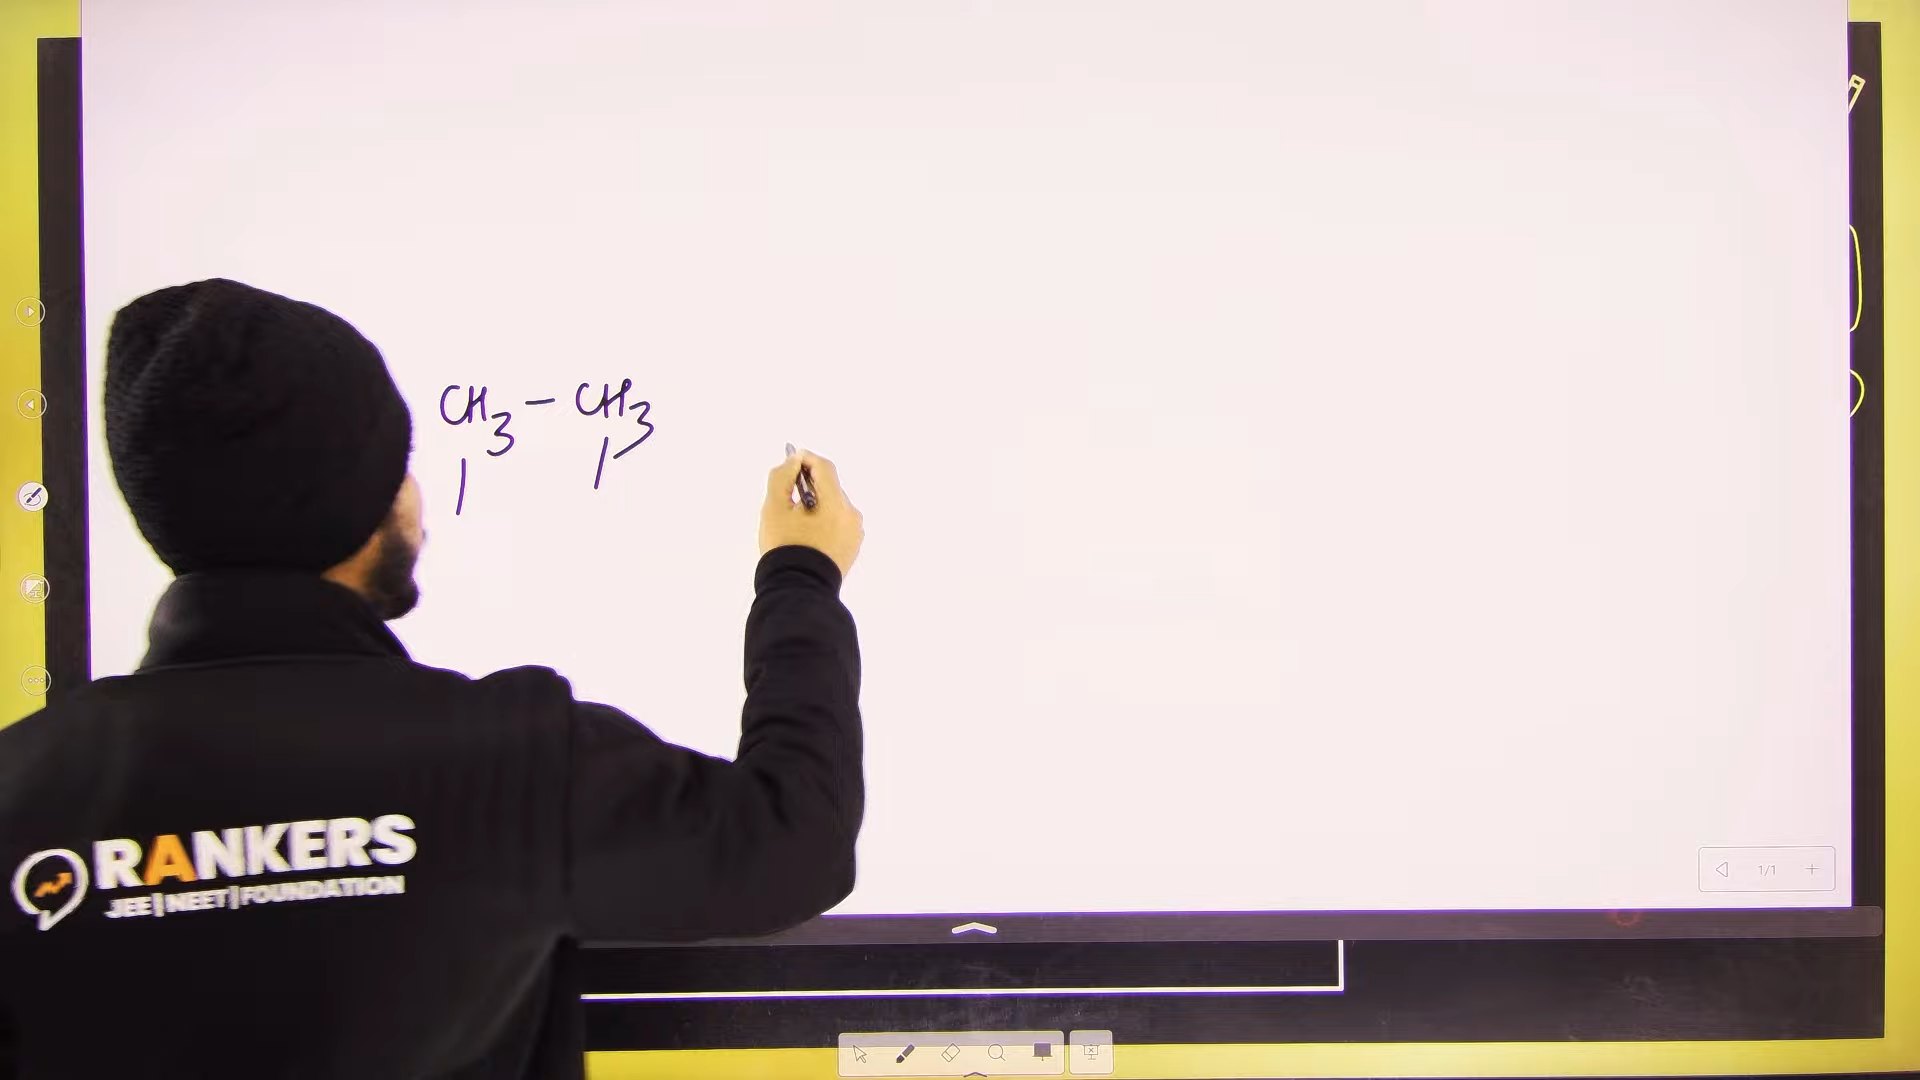 CH3 - CH3
RANKERS
JEE|NEET|FOUNDATION
1/1